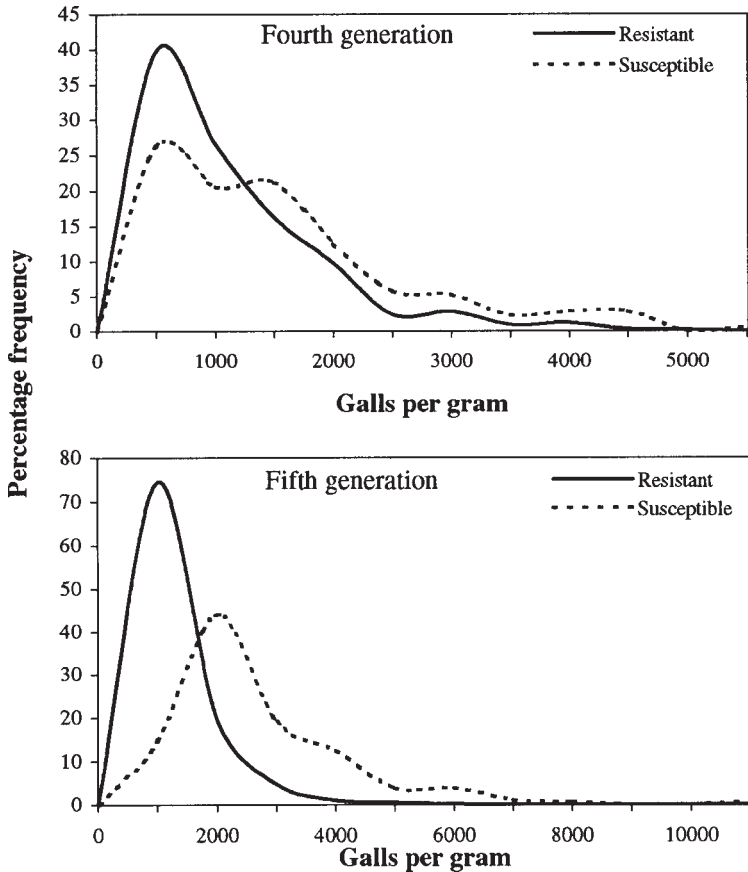 Percentage frequency
Fourth generation
Resistant
Susceptible
45
40
35
30
25
20
15
10
5
0
0 1000 2000 3000 4000 5000
Galls per gram
Fifth generation
Resistant
Susceptible
80
70
60
50
40
30
20
10
0
0 2000 4000 6000 8000 10000
Galls per gram